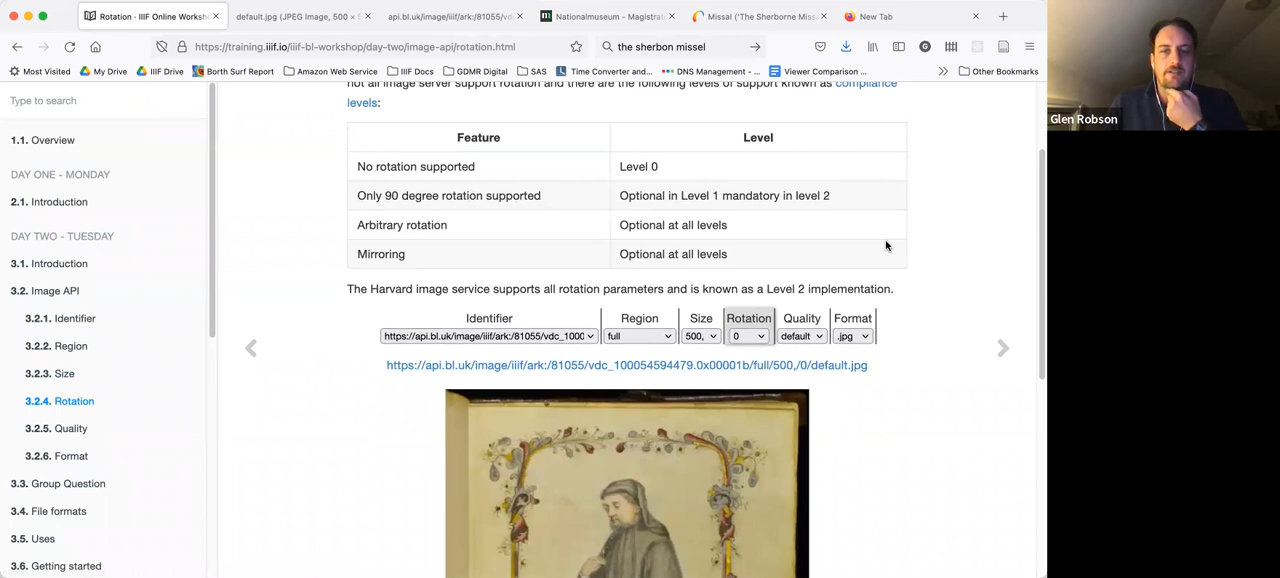 Rotation · IIIF Online Worksh
default.jpg (JPEG Image, 500 ×
api.bl.uk/image/iiif/ark:/81055/vdc
Nationalmuseum - Magistrat
Missal ('The Sherborne Miss
New Tab
https://training.iiif.io/iiif-bl-workshop/day-two/image-api/rotation.html
the sherbon missel
Most Visited
My Drive
IIIF Drive
Borth Surf Report
Amazon Web Service
IIIF Docs
GDMR Digital
SAS
Time Converter and...
DNS Management - ...
Viewer Comparison ...
Other Bookmarks
Type to search
1.1. Overview
DAY ONE - MONDAY
2.1. Introduction
DAY TWO - TUESDAY
3.1. Introduction
3.2. Image API
3.2.1. Identifier
3.2.2. Region
3.2.3. Size
3.2.4. Rotation
3.2.5. Quality
3.2.6. Format
3.3. Group Question
3.4. File formats
3.5. Uses
3.6. Getting started
not all image server support rotation and there are the following levels of support known as compliance
levels:
Feature Level
No rotation supported Level 0
Only 90 degree rotation supported Optional in Level 1 mandatory in level 2
Arbitrary rotation Optional at all levels
Mirroring Optional at all levels
The Harvard image service supports all rotation parameters and is known as a Level 2 implementation.
Identifier Region Size Rotation Quality Format
https://api.bl.uk/image/iiif/ark:/81055/vdc_1000 full 500, 0 default .jpg
https://api.bl.uk/image/iiif/ark:/81055/vdc_100054594479.0x00001b/full/500,/0/default.jpg
Glen Robson